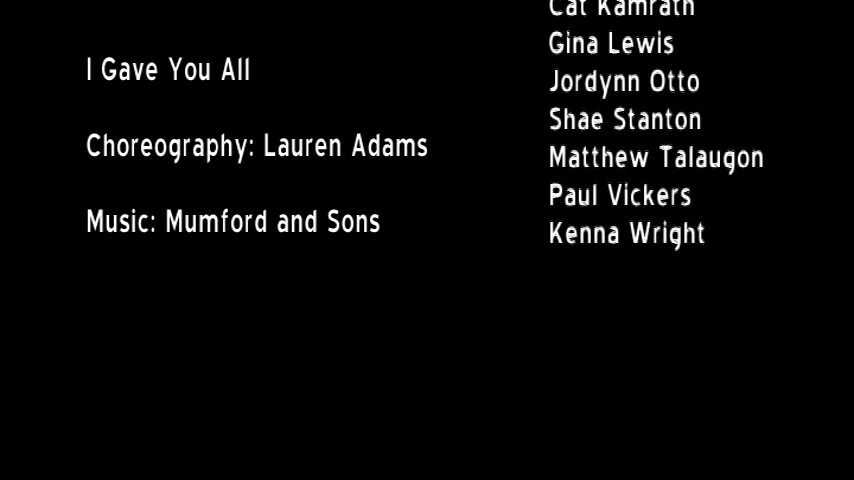 I Gave You All
Choreography: Lauren Adams
Music: Mumford and Sons
Cat Kamrath
Gina Lewis
Jordynn Otto
Shae Stanton
Matthew Talaugon
Paul Vickers
Kenna Wright